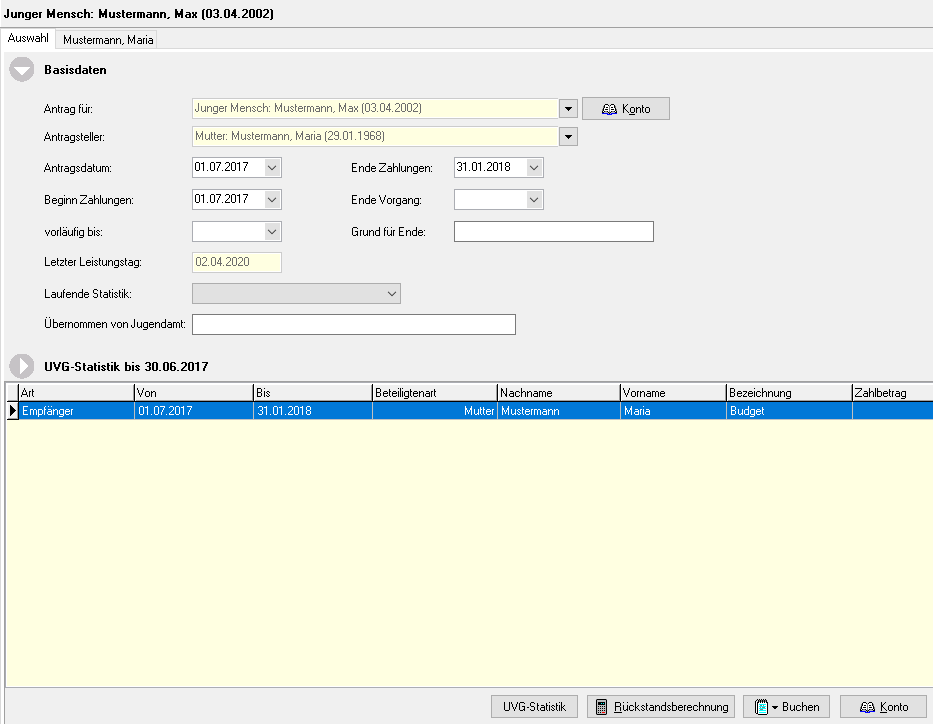 Junger Mensch: Mustermann, Max (03.04.2002)
Auswahl Mustermann, Maria
Basisdaten
Antrag für: Junger Mensch: Mustermann, Max (03.04.2002) Konto
Antragsteller: Mutter: Mustermann, Maria (29.01.1968)
Antragsdatum: 01.07.2017 Ende Zahlungen: 31.01.2018
Beginn Zahlungen: 01.07.2017 Ende Vorgang:
vorläufig bis: Grund für Ende:
Letzter Leistungstag: 02.04.2020
Laufende Statistik:
Übernommen von Jugendamt:
UVG-Statistik bis 30.06.2017
Art Von Bis Beteiligtenart Nachname Vorname Bezeichnung Zahlbetrag
Empfänger 01.07.2017 31.01.2018 Mutter Mustermann Maria Budget
UVG-Statistik Rückstandsberechnung Buchen Konto